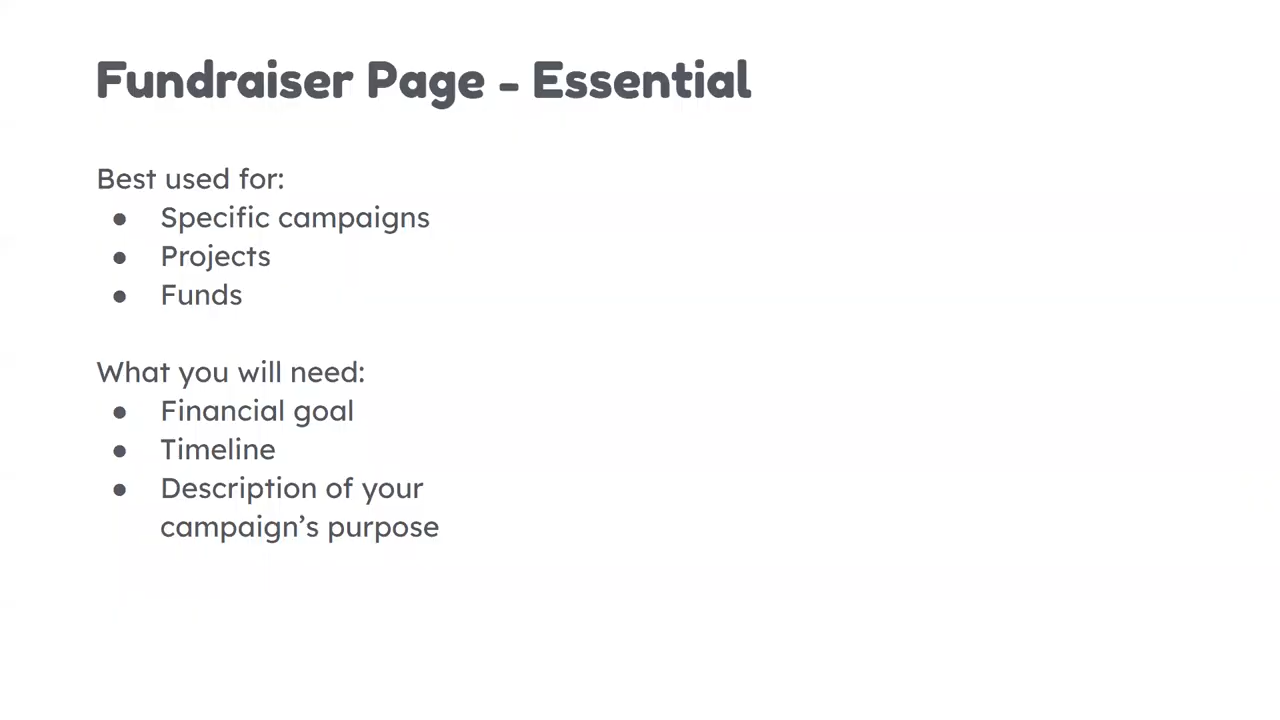 Fundraiser Page - Essential
Best used for:
● Specific campaigns
● Projects
● Funds
What you will need:
● Financial goal
● Timeline
● Description of your
campaign’s purpose